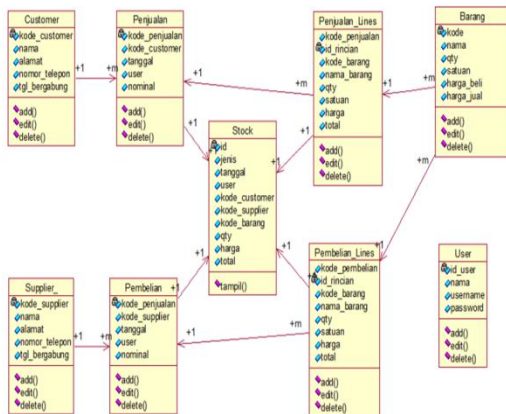 Customer
kode_customer
nama
alamat
nomor_telepon
tgl_bergabung
add()
edit()
delete()
+1
+m
Penjualan
kode_penjualan
kode_customer
tanggal
user
nominal
add()
edit()
delete()
+1
+m
+1
Penjualan_Lines
kode_penjualan
id_rincian
kode_barang
nama_barang
qty
satuan
harga
total
add()
edit()
delete()
+1
+m
+1
Barang
kode
nama
qty
satuan
harga_beli
harga_jual
add()
edit()
delete()
+m
Stock
id
jenis
tanggal
user
kode_customer
kode_supplier
kode_barang
qty
harga
total
tampil()
+1
+1
+1
Supplier_
kode_supplier
nama
alamat
nomor_telepon
tgl_bergabung
add()
edit()
delete()
+1
+m
Pembelian
kode_penjualan
kode_supplier
tanggal
user
nominal
add()
edit()
delete()
+1
+m
Pembelian_Lines
kode_pembelian
id_rincian
kode_barang
nama_barang
qty
satuan
harga
total
add()
edit()
delete()
+1
User
id_user
nama
username
password
add()
edit()
delete()